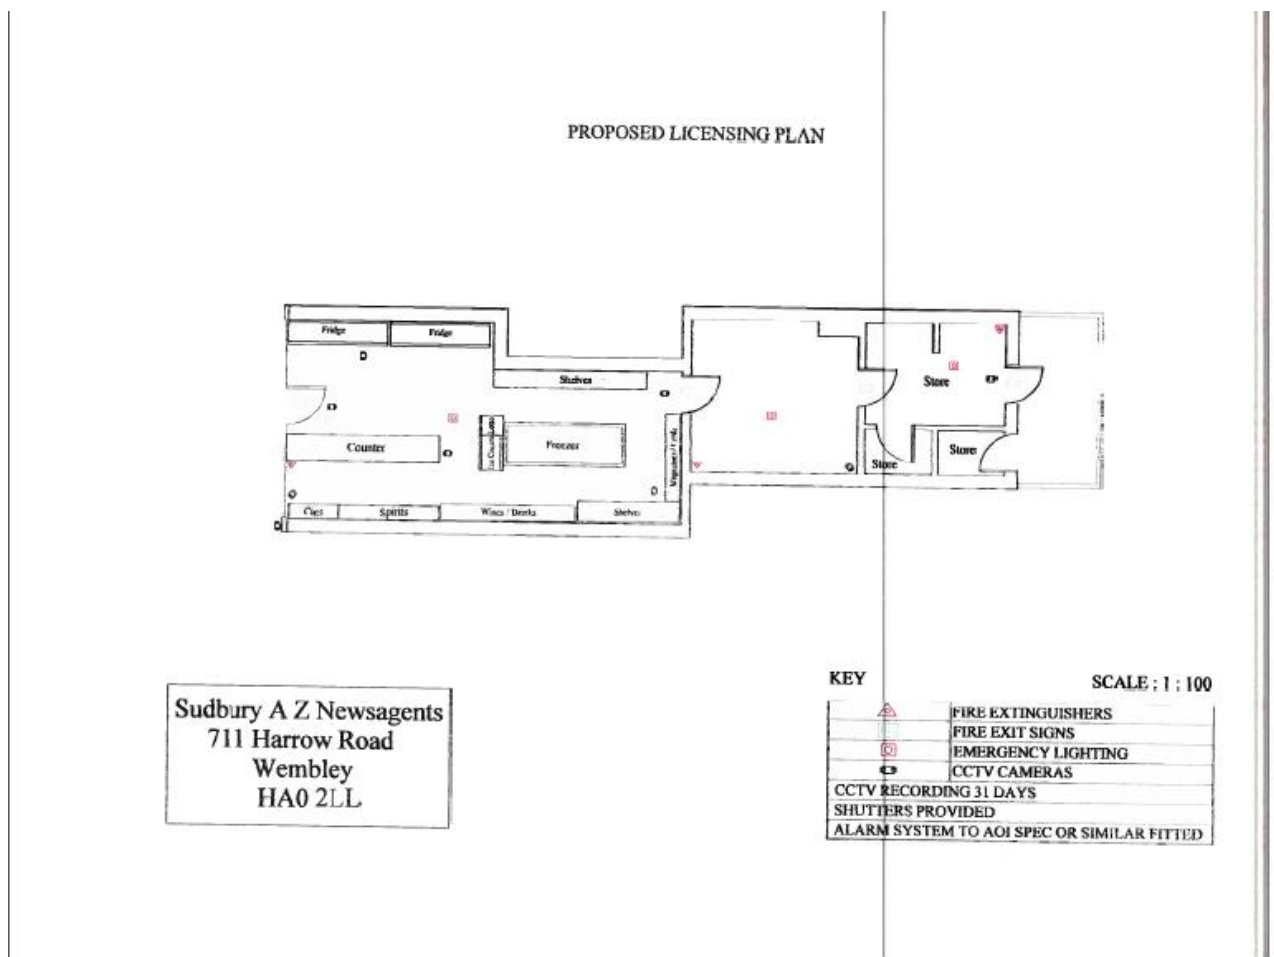 PROPOSED LICENSING PLAN
Fridge
Fridge
Shelves
Store
Counter
Freezer
Store
Store
Cigs
Spirits
Wines / Drinks
Shelves
Sudbury A Z Newsagents
711 Harrow Road
Wembley
HA0 2LL
KEY
SCALE : 1 : 100
FIRE EXTINGUISHERS
FIRE EXIT SIGNS
EMERGENCY LIGHTING
CCTV CAMERAS
CCTV RECORDING 31 DAYS
SHUTTERS PROVIDED
ALARM SYSTEM TO AOI SPEC OR SIMILAR FITTED